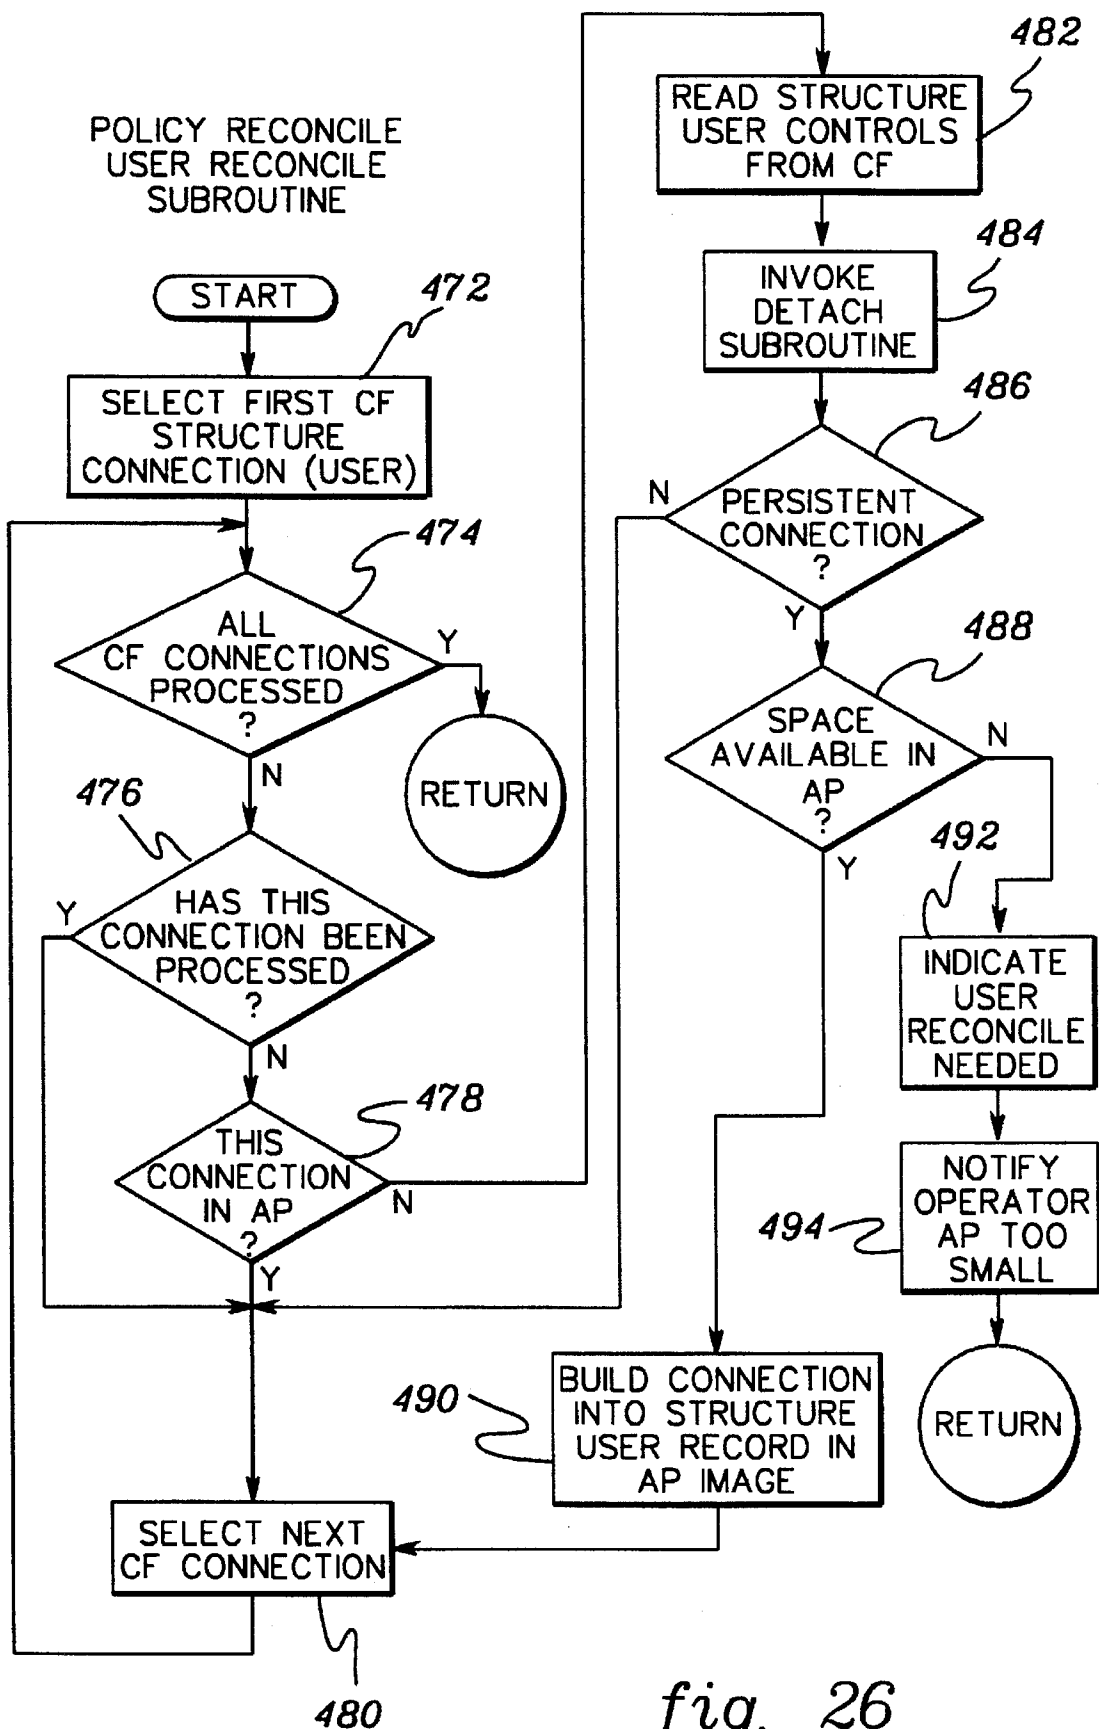 POLICY RECONCILE
USER RECONCILE
SUBROUTINE
START
472
SELECT FIRST CF
STRUCTURE
CONNECTION (USER)
474
ALL
CF CONNECTIONS
PROCESSED
?
Y
N
RETURN
476
HAS THIS
CONNECTION BEEN
PROCESSED
?
Y
N
478
THIS
CONNECTION
IN AP
?
N
Y
SELECT NEXT
CF CONNECTION
480
482
READ STRUCTURE
USER CONTROLS
FROM CF
484
INVOKE
DETACH
SUBROUTINE
486
PERSISTENT
CONNECTION
?
N
Y
488
SPACE
AVAILABLE IN
AP
?
N
Y
492
INDICATE
USER
RECONCILE
NEEDED
494
NOTIFY
OPERATOR
AP TOO
SMALL
RETURN
490
BUILD CONNECTION
INTO STRUCTURE
USER RECORD IN
AP IMAGE
fig. 26